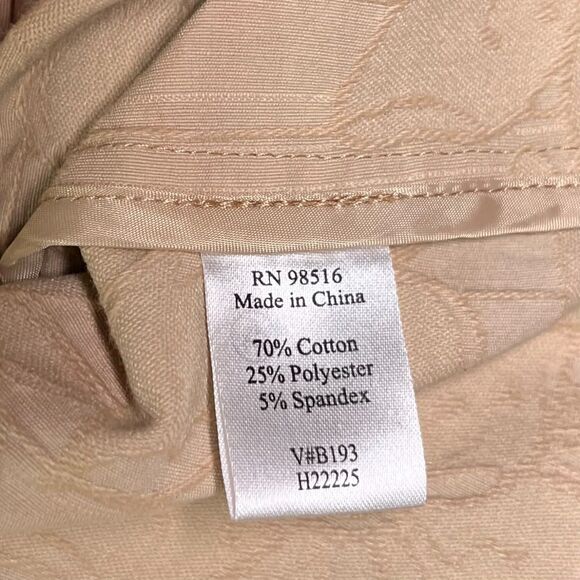 RN 98516
Made in China
70% Cotton
25% Polyester
5% Spandex
V#B193
H22225